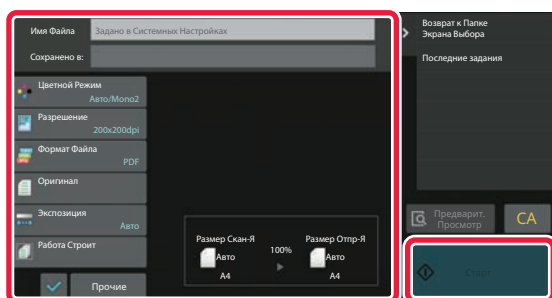 Имя Файла
Задано в Системных Настройках
Сохранено в:
Цветной Режим
Авто/Mono2
Разрешение
200x200dpi
Формат Файла
PDF
Оригинал
Экспозиция
Авто
Работа Строит
Прочие
Размер Скан-Я
Авто
A4
100%
Размер Отпр-Я
Авто
A4
Возврат к Папке
Экрана Выбора
Последние задания
Предварит.
Просмотр
CA
Старт